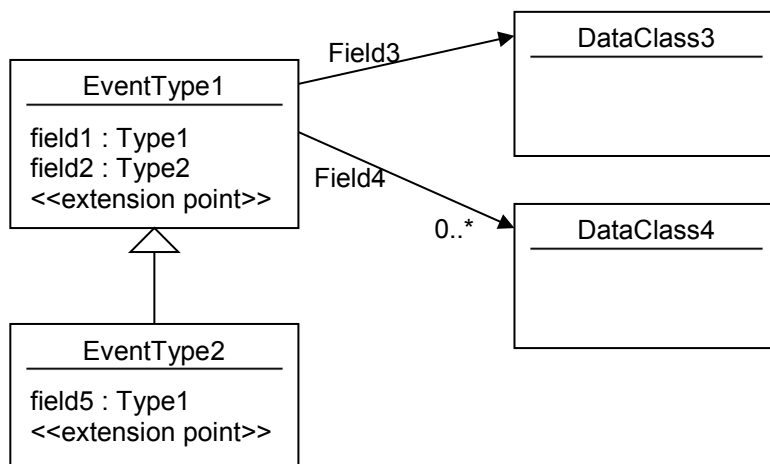 EventType1
field1 : Type1
field2 : Type2
<<extension point>>
Field3
DataClass3
Field4
0..*
DataClass4
EventType2
field5 : Type1
<<extension point>>